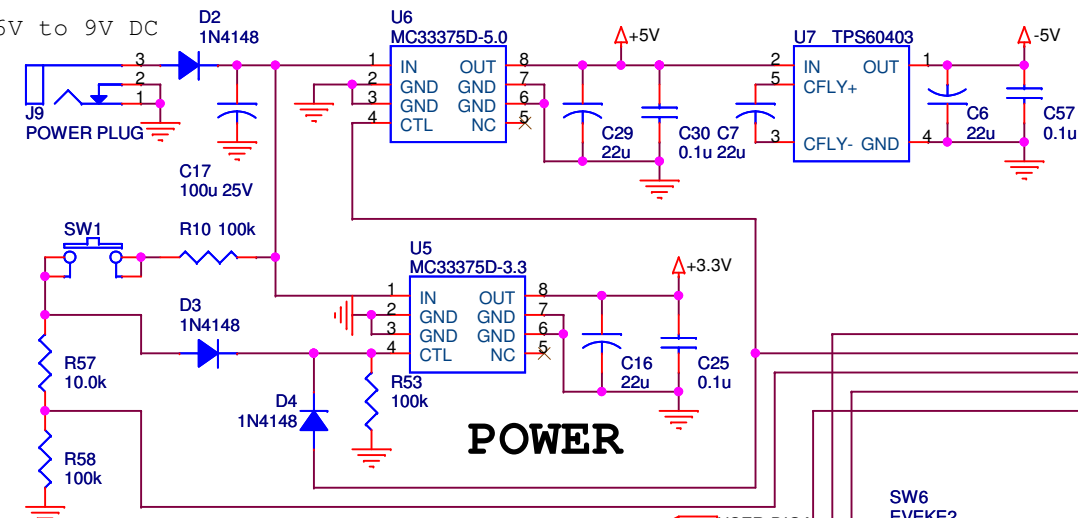 6V to 9V DC
D2
1N4148
3
2
1
J9
POWER PLUG
C17
100u 25V
U6
MC33375D-5.0
1
2
3
4
IN
GND
GND
CTL
OUT
GND
GND
NC
8
7
6
5
+5V
C29
22u
C30
0.1u
C7
22u
U7 TPS60403
2
5
3
IN
CFLY+
CFLY-
OUT
GND
1
4
-5V
C6
22u
C57
0.1u
SW1
R10 100k
D3
1N4148
R57
10.0k
R58
100k
U5
MC33375D-3.3
1
2
3
4
IN
GND
GND
CTL
OUT
GND
GND
NC
8
7
6
5
+3.3V
C16
22u
C25
0.1u
R53
100k
D4
1N4148
POWER
SW6